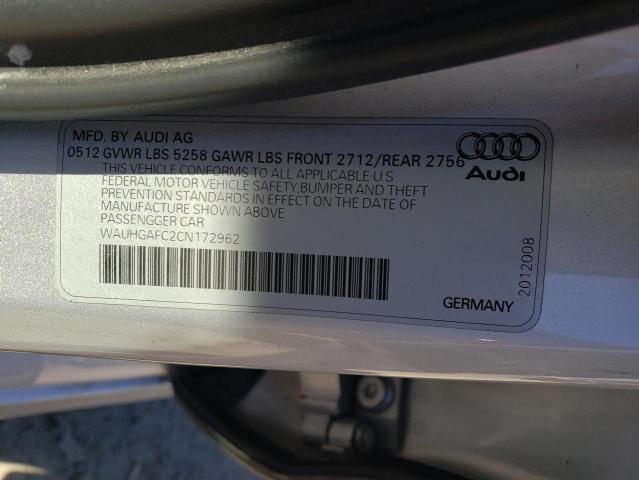 MFD. BY AUDI AG
0512 GVWR LBS 5258 GAWR LBS FRONT 2712/REAR 2756
THIS VEHICLE CONFORMS TO ALL APPLICABLE U S
FEDERAL MOTOR VEHICLE SAFETY,BUMPER AND THEFT
PREVENTION STANDARDS IN EFFECT ON THE DATE OF
MANUFACTURE SHOWN ABOVE
PASSENGGER CAR
WAUHGAFC2CN172962
Audi
2012008
GERMANY